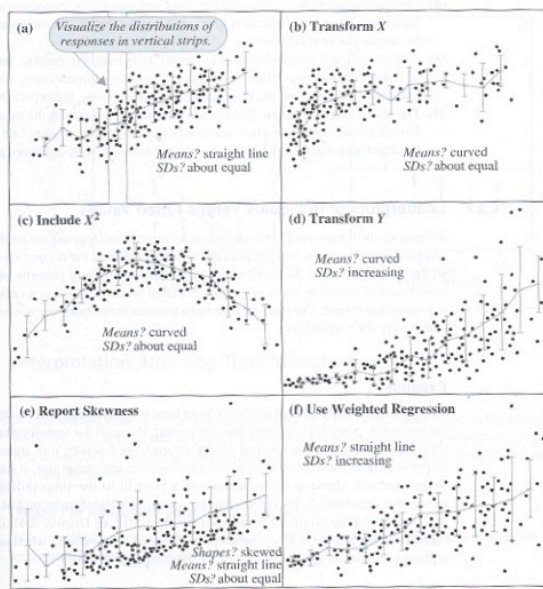 (a)
Visualize the distributions of
responses in vertical strips.
Means? straight line
SDs? about equal
(b) Transform X
Means? curved
SDs? about equal
(c) Include X²
Means? curved
SDs? about equal
(d) Transform Y
Means? curved
SDs? increasing
(e) Report Skewness
Shapes? skewed
Means? straight line
SDs? about equal
(f) Use Weighted Regression
Means? straight line
SDs? increasing